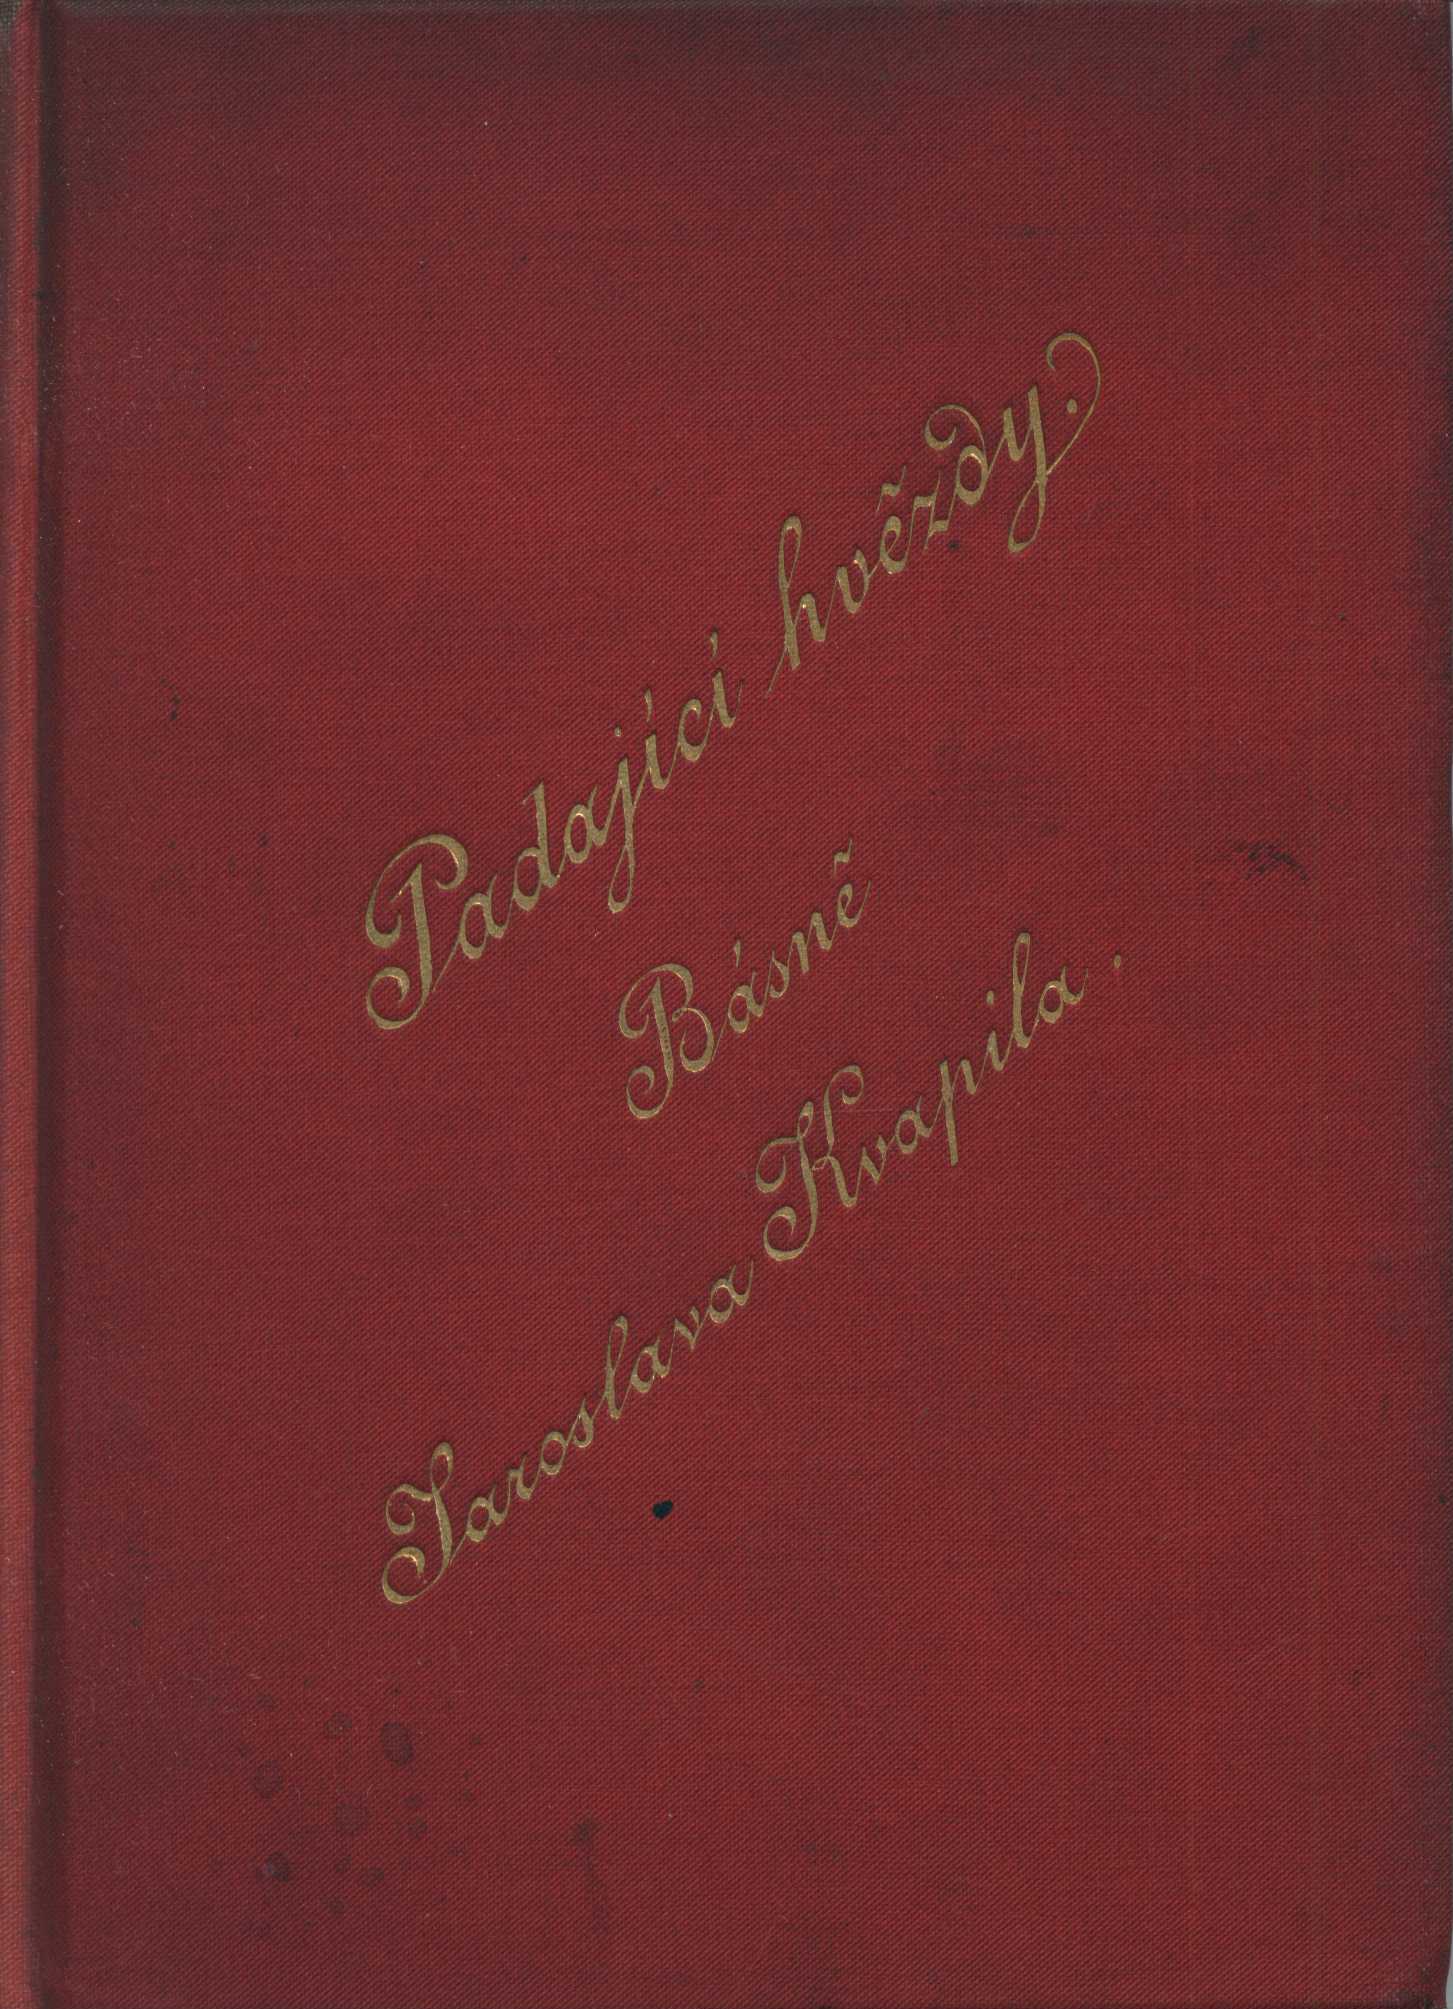 Padající hvězdy.
Básně
Jaroslava Kvapila.